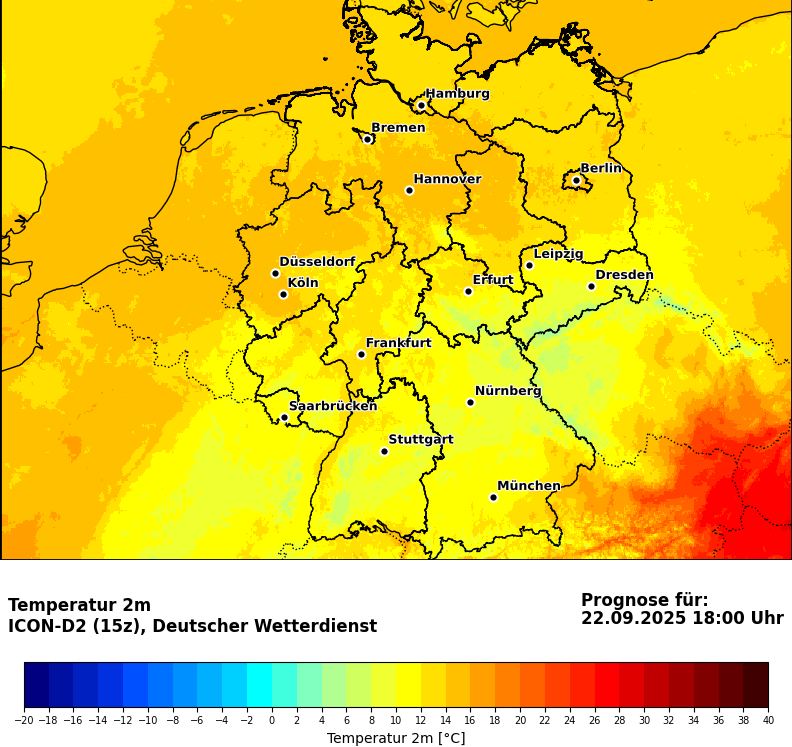 Hamburg
Bremen
Berlin
Hannover
Leipzig
Düsseldorf
Dresden
Köln
Erfurt
Frankfurt
Nürnberg
Saarbrücken
Stuttgart
München
Temperatur 2m
ICON-D2 (15z), Deutscher Wetterdienst
Prognose für:
22.09.2025 18:00 Uhr
−20 −18 −16 −14 −12 −10 −8 −6 −4 −2 0 2 4 6 8 10 12 14 16 18 20 22 24 26 28 30 32 34 36 38 40
Temperatur 2m [°C]